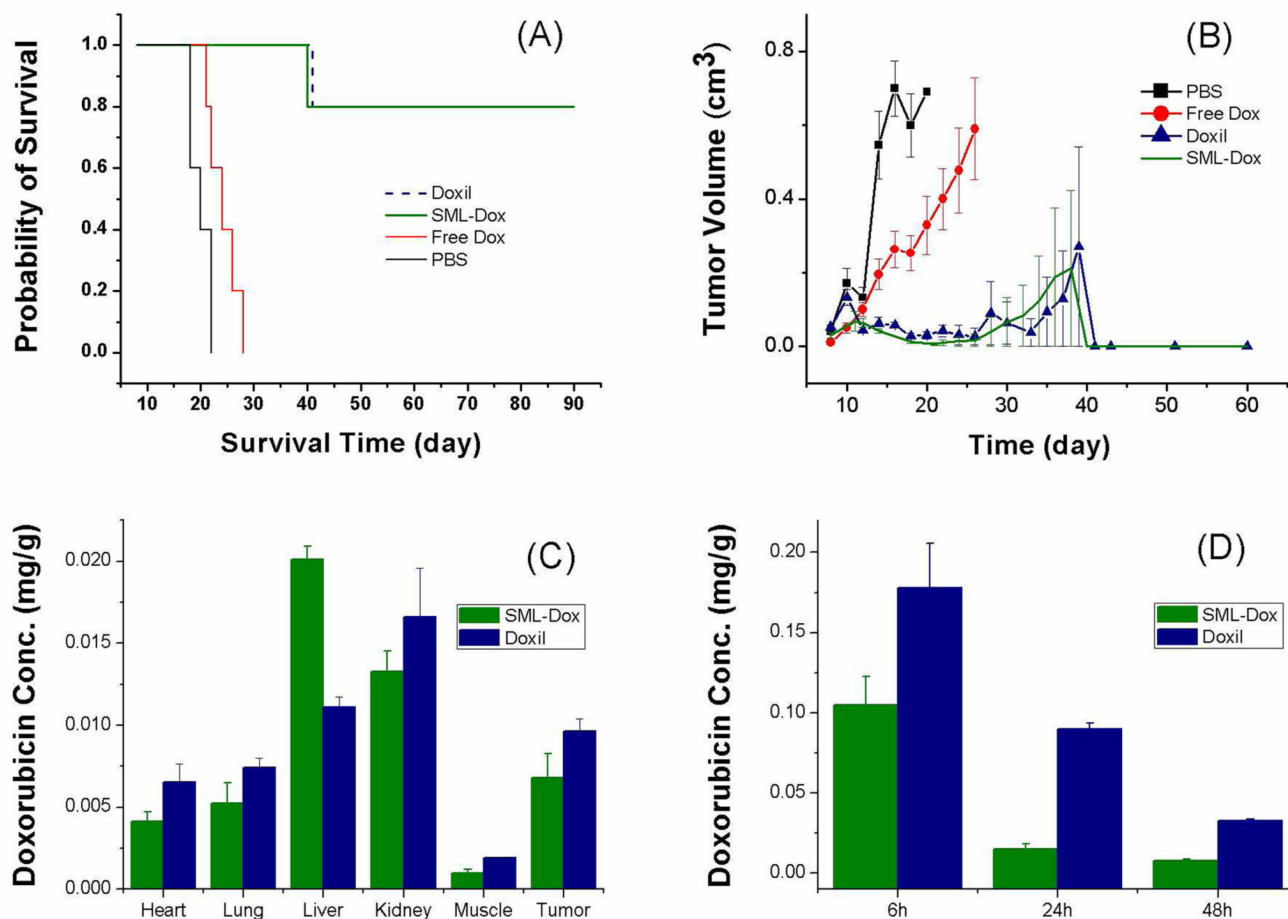 (A)
Probability of Survival
1.0
0.8
0.6
0.4
0.2
0.0
Doxil
SML-Dox
Free Dox
PBS
10 20 30 40 50 60 70 80 90
Survival Time (day)
(B)
Tumor Volume (cm³)
0.8
0.4
0.0
PBS
Free Dox
Doxil
SML-Dox
10 20 30 40 50 60
Time (day)
(C)
Doxorubicin Conc. (mg/g)
0.020
0.015
0.010
0.005
0.000
SML-Dox
Doxil
Heart Lung Liver Kidney Muscle Tumor
(D)
Doxorubicin Conc. (mg/g)
0.20
0.15
0.10
0.05
0.00
SML-Dox
Doxil
6h 24h 48h